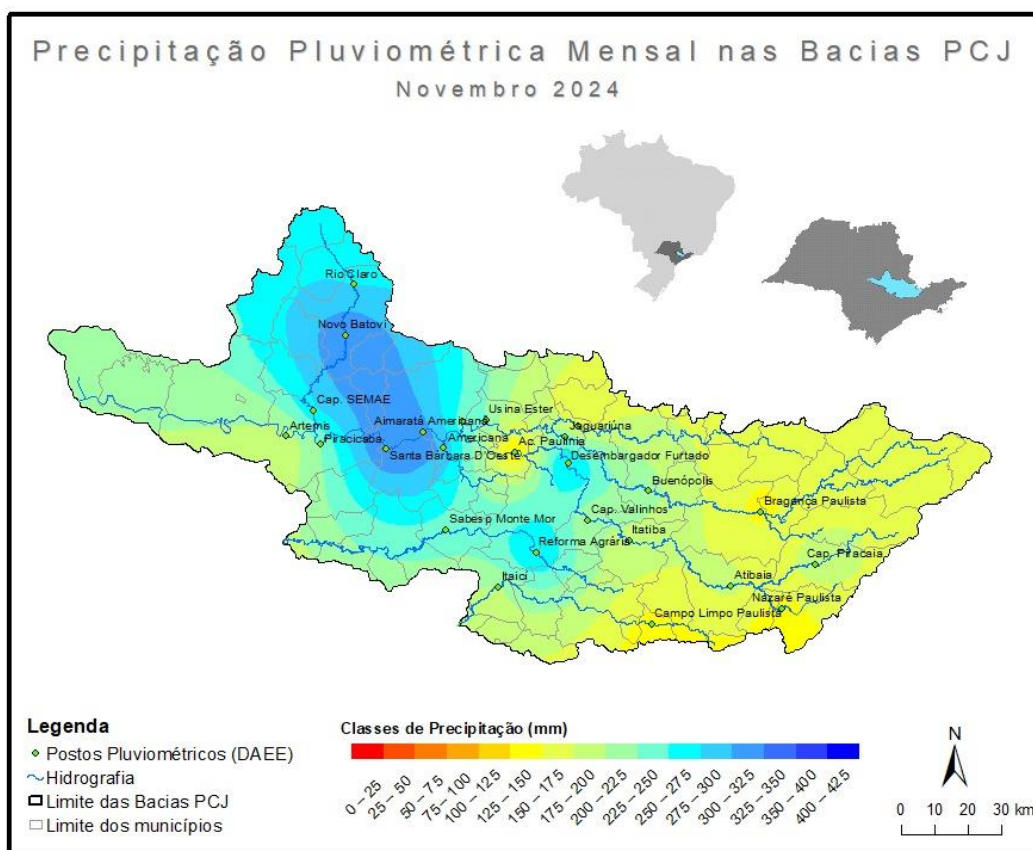 Precipitação Pluviométrica Mensal nas Bacias PCJ
Novembro 2024
Rio Claro
Novo Batovi
Cap. SEMAE
Aimaratá Americana
Usina Ester
Artemis
Piracicaba
Americana
Jaguariúna
Ac. Paulínia
Santa Bárbara D'Oeste
Desembargador Furtado
Buenópolis
Bragança Paulista
Sabesp Monte Mor
Cap. Valinhos
Itatiba
Reforma Agrária
Cap. Piracaia
Itaici
Atibaia
Nazaré Paulista
Campo Limpo Paulista
Legenda
Postos Pluviométricos (DAEE)
Hidrografia
Limite das Bacias PCJ
Limite dos municípios
Classes de Precipitação (mm)
0 – 25
25 – 50
50 – 75
75 – 100
100 – 125
125 – 150
150 – 175
175 – 200
200 – 225
225 – 250
250 – 275
275 – 300
300 – 325
325 – 350
350 – 400
400 – 425
N
0 10 20 30 km